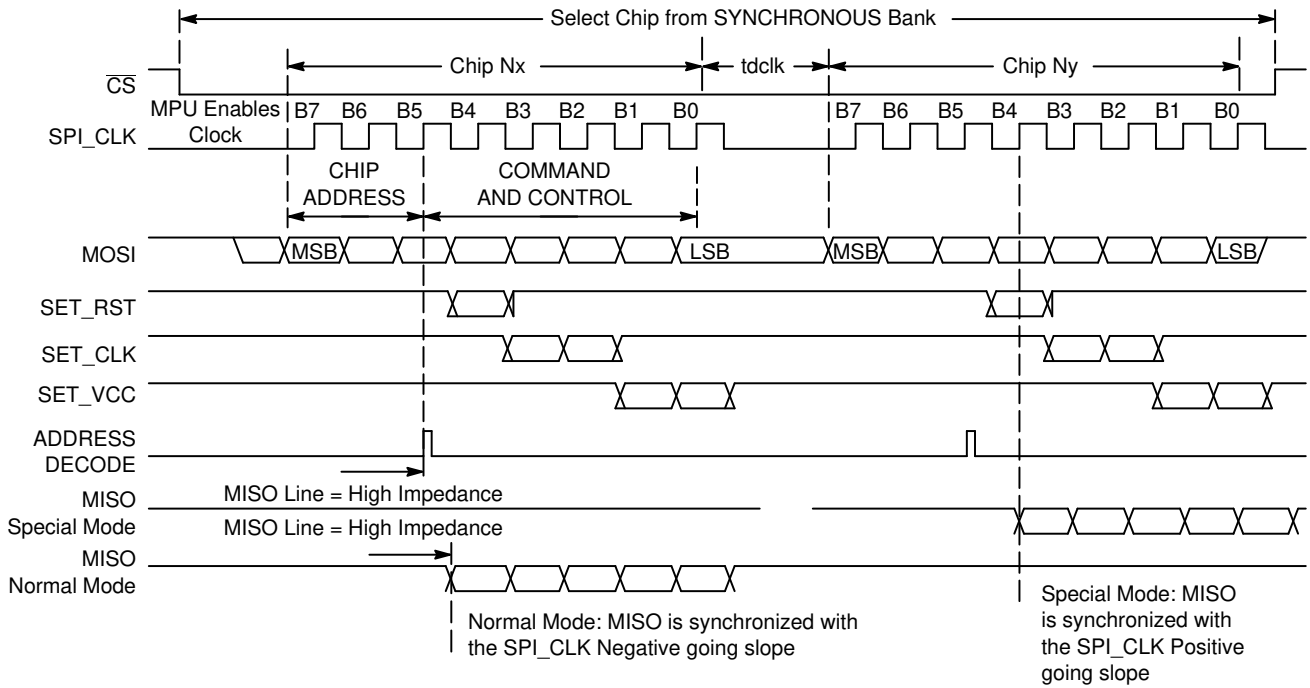 Select Chip from SYNCHRONOUS Bank
Chip Nx
tdclk
Chip Ny
CS
MPU Enables
Clock
B7 B6 B5 B4 B3 B2 B1 B0
B7 B6 B5 B4 B3 B2 B1 B0
SPI_CLK
CHIP
ADDRESS
COMMAND
AND CONTROL
MOSI
MSB
LSB
MSB
LSB
SET_RST
SET_CLK
SET_VCC
ADDRESS
DECODE
MISO
Special Mode
MISO Line = High Impedance
MISO Line = High Impedance
MISO
Normal Mode
Normal Mode: MISO is synchronized with
the SPI_CLK Negative going slope
Special Mode: MISO
is synchronized with
the SPI_CLK Positive
going slope